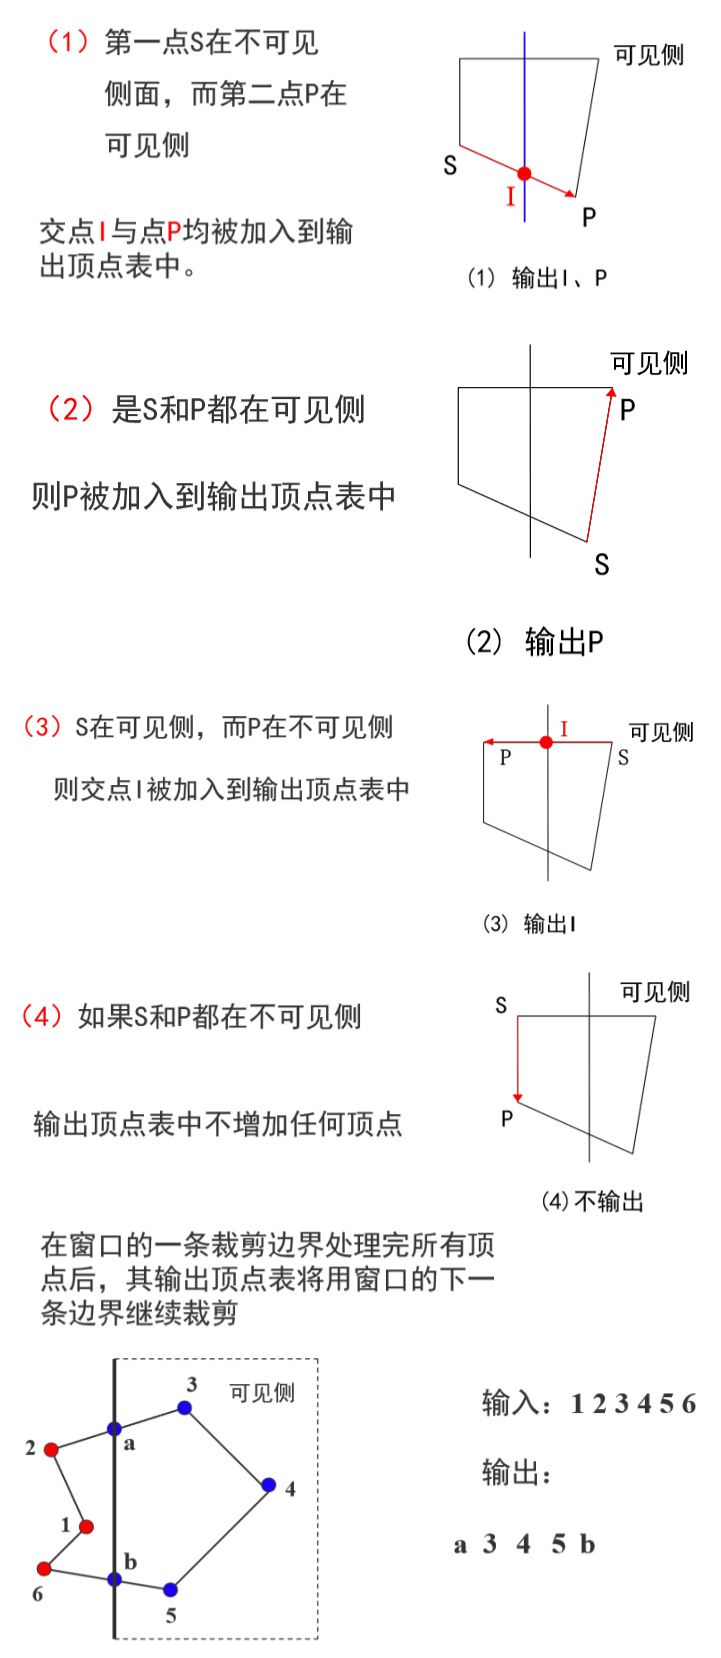 （1）第一点S在不可见
侧面，而第二点P在
可见侧
可见侧
S
I
P
交点I与点P均被加入到输
出顶点表中。
（1） 输出I、P
可见侧
（2）是S和P都在可见侧
P
则P被加入到输出顶点表中
S
（2） 输出P
（3）S在可见侧，而P在不可见侧
I
可见侧
P
S
则交点I被加入到输出顶点表中
（3） 输出I
可见侧
S
（4）如果S和P都在不可见侧
P
输出顶点表中不增加任何顶点
（4）不输出
在窗口的一条裁剪边界处理完所有顶
点后，其输出顶点表将用窗口的下一
条边界继续裁剪
3
可见侧
2
a
4
1
b
6
5
输入：1 2 3 4 5 6
输出：
a 3 4 5 b